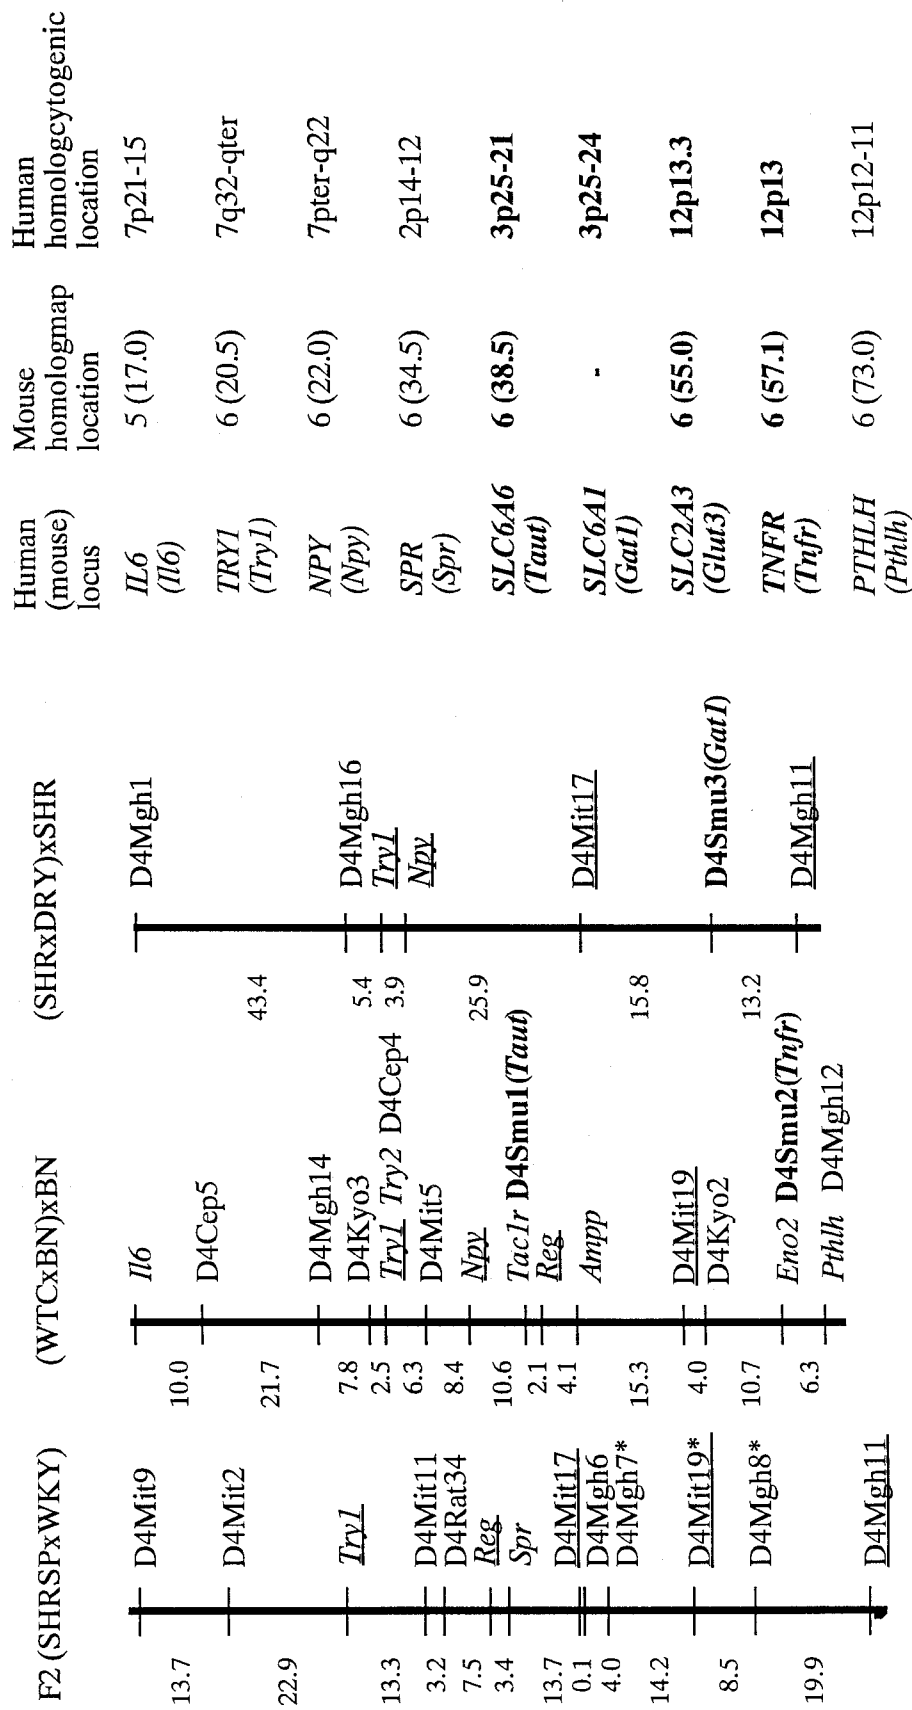 F2 (SHRSPxWKY)
13.7
22.9
13.3
3.2
7.5
3.4
13.7
0.1
4.0
14.2
8.5
19.9
D4Mit9
D4Mit2
Try1
D4Mit11
D4Rat34
Reg
Spr
D4Mit17
D4Mgh6
D4Mgh7*
D4Mit19*
D4Mgh8*
D4Mgh11
(WTCxBN)xBN
10.0
21.7
7.8
2.5
6.3
8.4
10.6
2.1
4.1
15.3
4.0
10.7
6.3
Il6
D4Cep5
D4Mgh14
D4Kyo3
Try1 Try2 D4Cep4
D4Mit5
Npy
Tac1r D4Smu1(Taut)
Reg
Ampp
D4Mit19
D4Kyo2
Eno2 D4Smu2(Tnfr)
Pthlh D4Mgh12
(SHRxDRY)xSHR
43.4
5.4
3.9
25.9
15.8
13.2
D4Mgh1
D4Mgh16
Try1
Npy
D4Mit17
D4Smu3(Gat1)
D4Mgh11
Human
(mouse)
locus
IL6
(Il6)
TRY1
(Try1)
NPY
(Npy)
SPR
(Spr)
SLC6A6
(Taut)
SLC6A1
(Gat1)
SLC2A3
(Glut3)
TNFR
(Tnfr)
PTHLH
(Pthlh)
Mouse
homologmap
location
5 (17.0)
6 (20.5)
6 (22.0)
6 (34.5)
6 (38.5)
-
6 (55.0)
6 (57.1)
6 (73.0)
Human
homologcytogenic
location
7p21-15
7q32-qter
7pter-q22
2p14-12
3p25-21
3p25-24
12p13.3
12p13
12p12-11